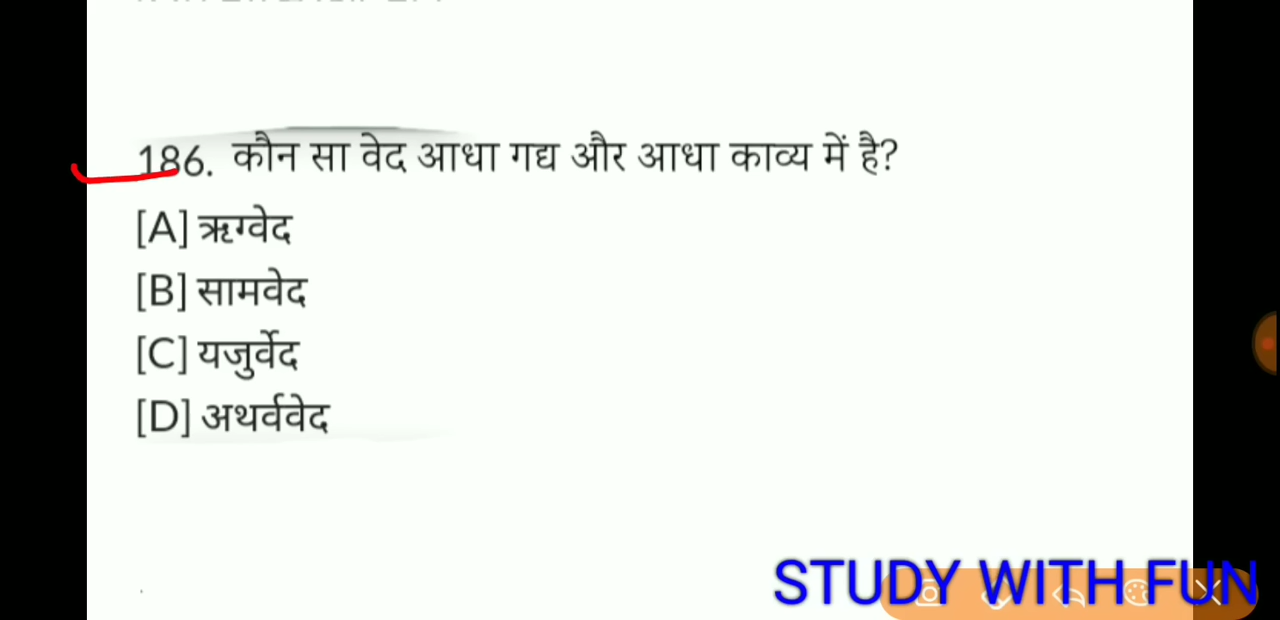 186. कौन सा वेद आधा गद्य और आधा काव्य में है?
[A] ऋग्वेद
[B] सामवेद
[C] यजुर्वेद
[D] अथर्ववेद
STUDY WITH FUN